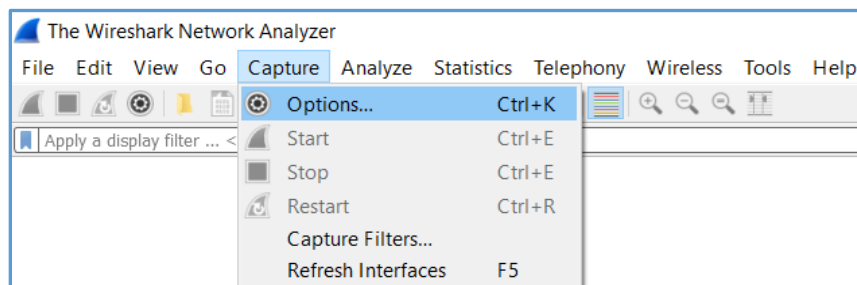 The Wireshark Network Analyzer
File Edit View Go Capture Analyze Statistics Telephony Wireless Tools Help
Options... Ctrl+K
Apply a display filter ... <
Start Ctrl+E
Stop Ctrl+E
Restart Ctrl+R
Capture Filters...
Refresh Interfaces F5